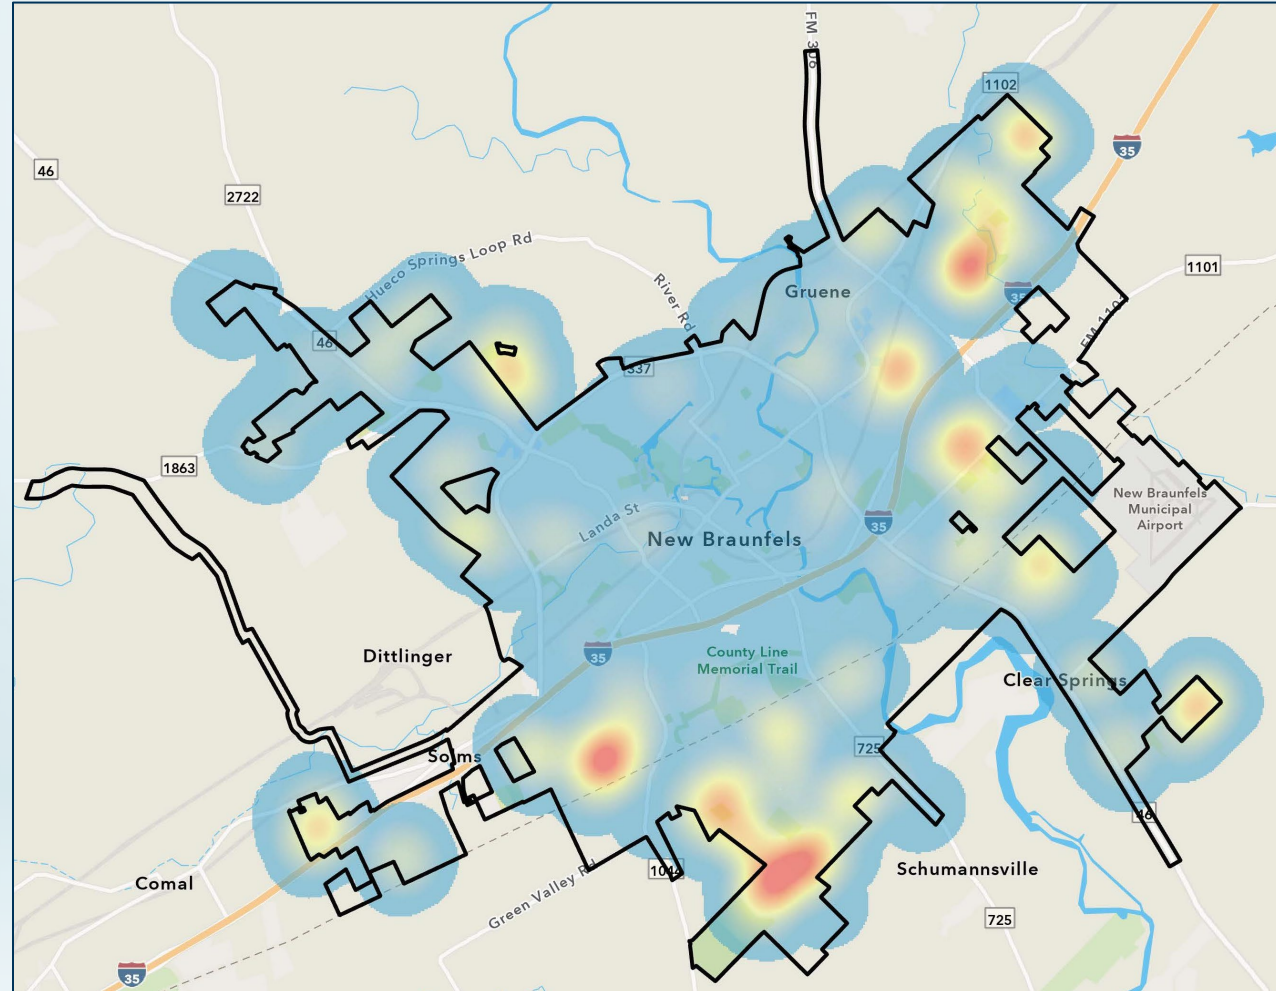 FM 306
1102
35
46
2722
Hueco Springs Loop Rd
River Rd
1101
Gruene
35
FM 1101
46
337
1863
New Braunfels
Municipal
Airport
Landa St
New Braunfels
35
Dittlinger
35
County Line
Memorial Trail
Clear Springs
725
Solms
46
1044
Schumannsville
Comal
Green Valley Rd
725
35